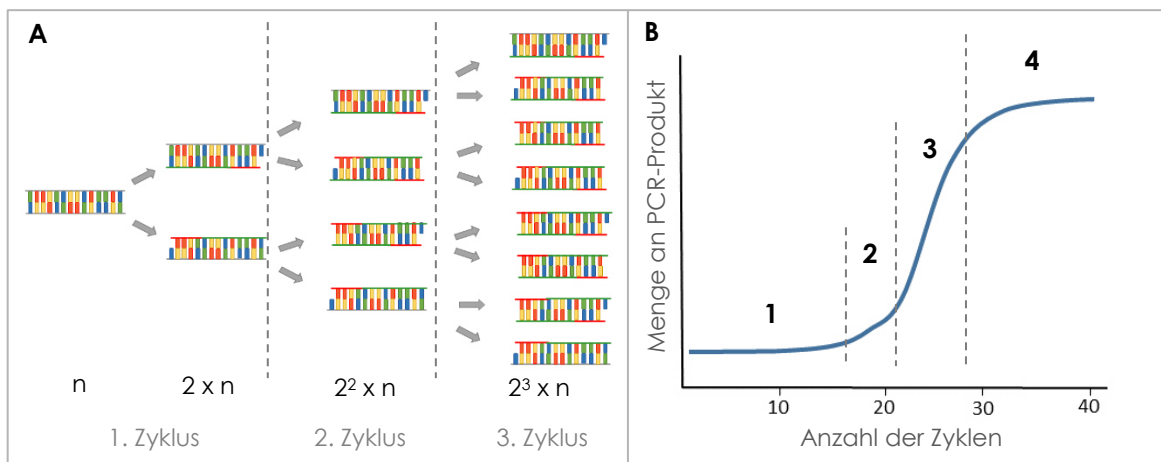 A
n
2 x n
2² x n
2³ x n
1. Zyklus
2. Zyklus
3. Zyklus
B
Menge an PCR-Produkt
1
2
3
4
10
20
30
40
Anzahl der Zyklen